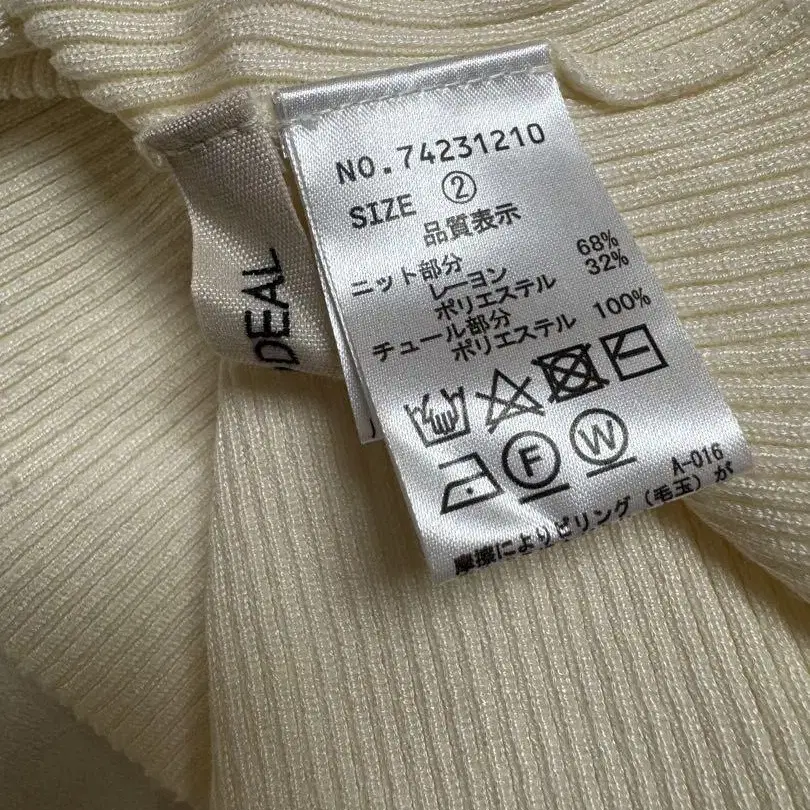 NO.74231210
SIZE ②
品質表示
ニット部分
レーヨン 68%
ポリエステル 32%
チュール部分
ポリエステル 100%
F W
A-016
摩擦によりピリング(毛玉)が
DEAL